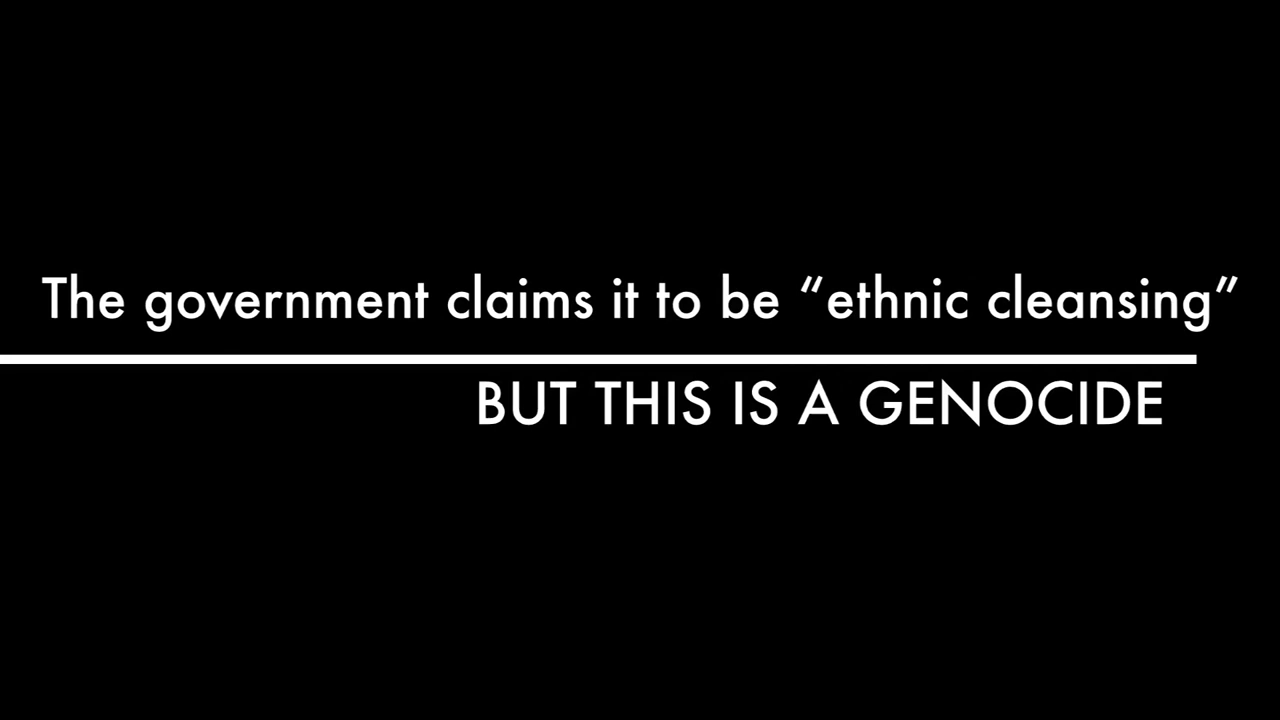 The government claims it to be “ethnic cleansing”
BUT THIS IS A GENOCIDE